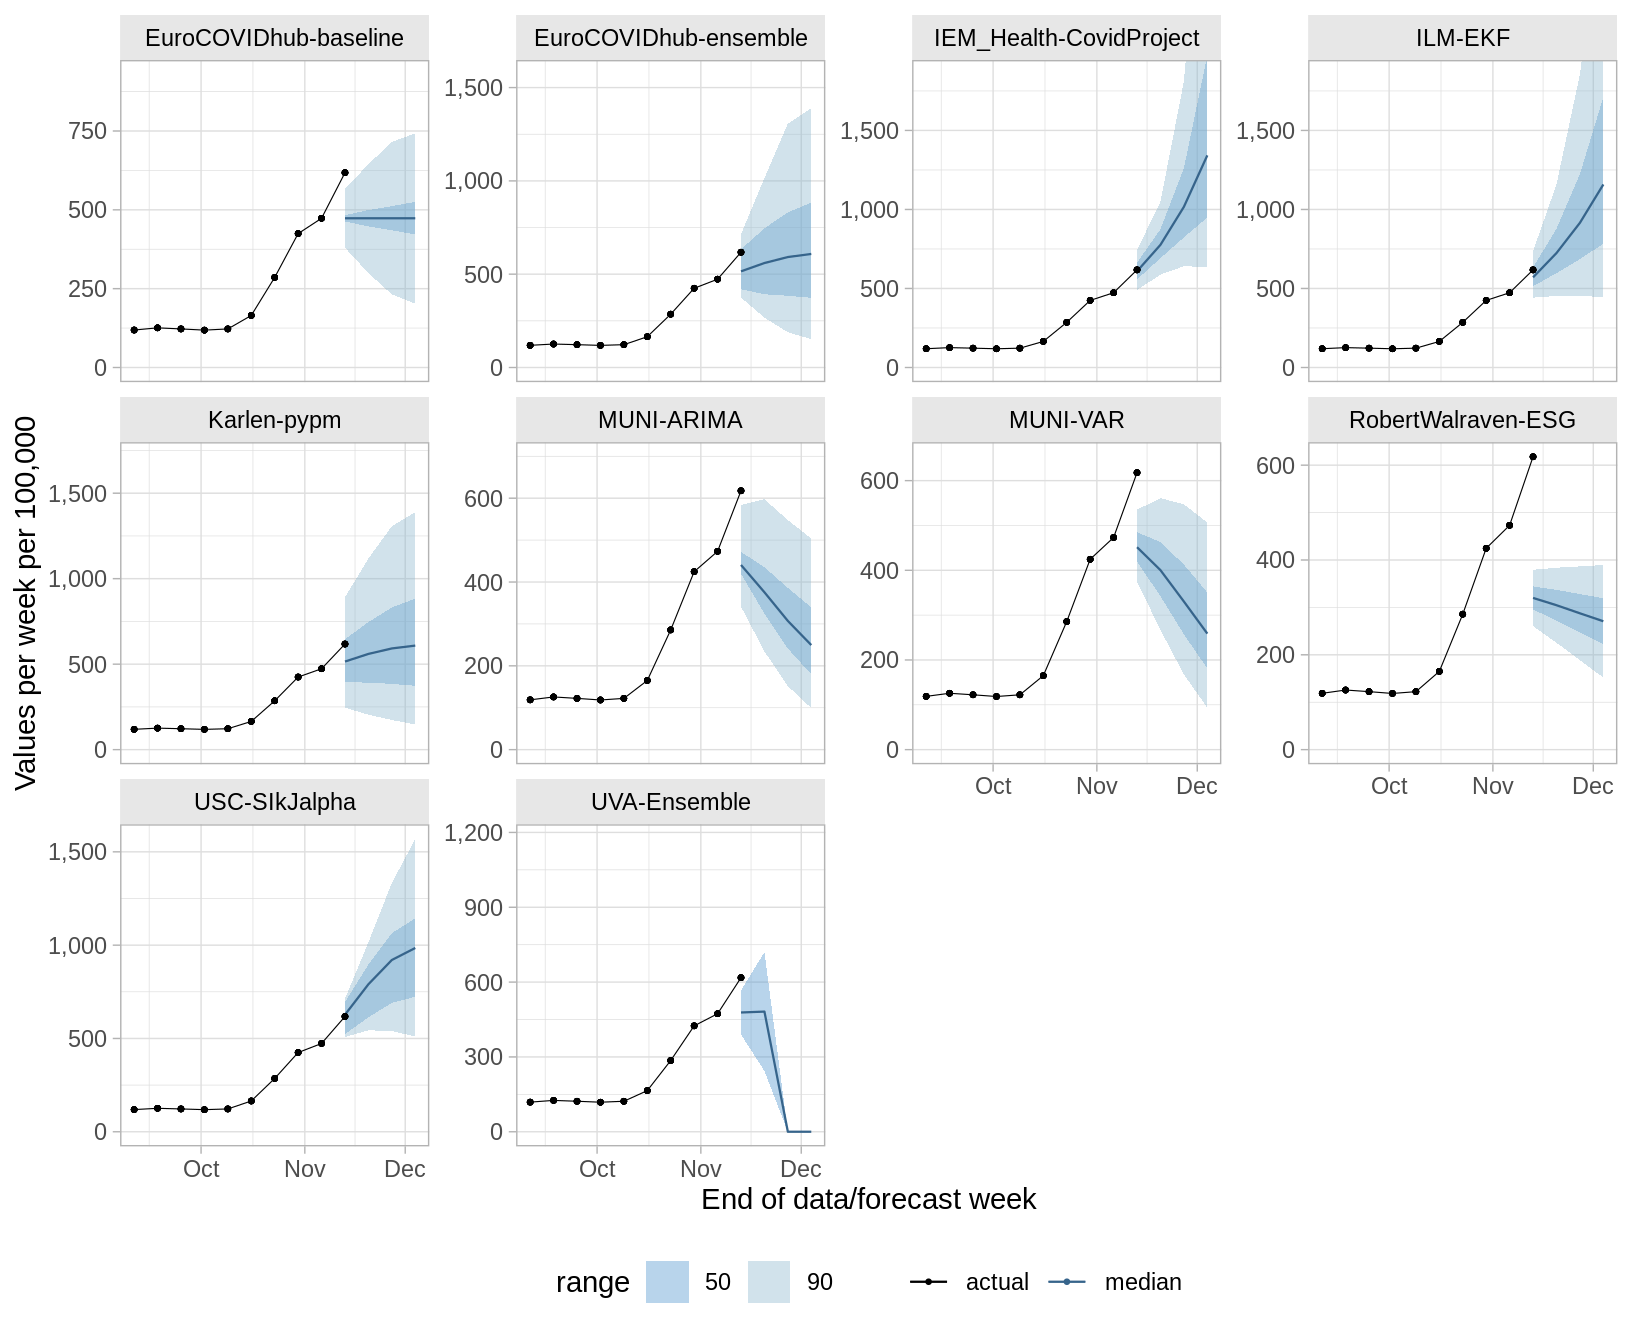 EuroCOVIDhub-baseline
EuroCOVIDhub-ensemble
IEM_Health-CovidProject
ILM-EKF
750
500
250
0
1,500
1,000
500
0
1,500
1,000
500
0
1,500
1,000
500
0
Karlen-pypm
MUNI-ARIMA
MUNI-VAR
RobertWalraven-ESG
1,500
1,000
500
0
600
400
200
0
600
400
200
0
600
400
200
0
Oct Nov Dec
Oct Nov Dec
USC-SIkJalpha
UVA-Ensemble
1,500
1,000
500
0
1,200
900
600
300
0
Oct Nov Dec
Oct Nov Dec
Values per week per 100,000
End of data/forecast week
range 50 90 actual median